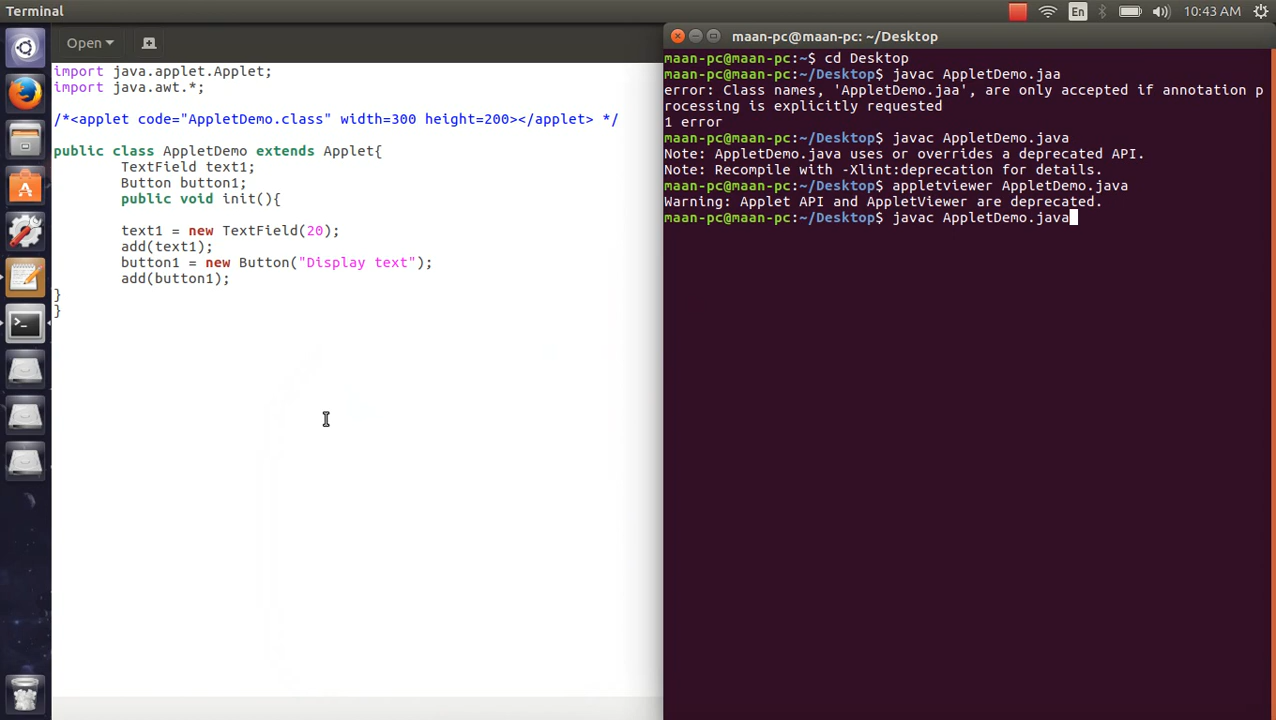 Terminal
En
10:43 AM
Open
maan-pc@maan-pc: ~/Desktop
import java.applet.Applet;
import java.awt.*;
/*<applet code="AppletDemo.class" width=300 height=200></applet> */
public class AppletDemo extends Applet{
TextField text1;
Button button1;
public void init(){
text1 = new TextField(20);
add(text1);
button1 = new Button("Display text");
add(button1);
}
}
maan-pc@maan-pc:~$ cd Desktop
maan-pc@maan-pc:~/Desktop$ javac AppletDemo.jaa
error: Class names, 'AppletDemo.jaa', are only accepted if annotation p
rocessing is explicitly requested
1 error
maan-pc@maan-pc:~/Desktop$ javac AppletDemo.java
Note: AppletDemo.java uses or overrides a deprecated API.
Note: Recompile with -Xlint:deprecation for details.
maan-pc@maan-pc:~/Desktop$ appletviewer AppletDemo.java
Warning: Applet API and AppletViewer are deprecated.
maan-pc@maan-pc:~/Desktop$ javac AppletDemo.java